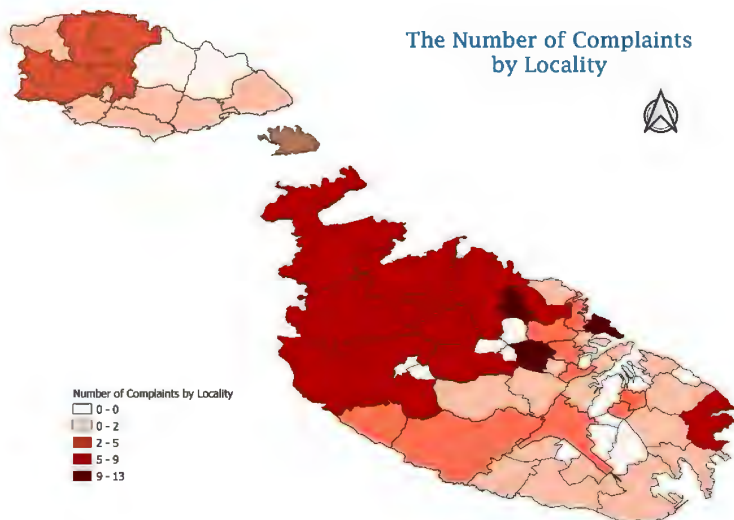 The Number of Complaints
by Locality
Number of Complaints by Locality
0 - 0
0 - 2
2 - 5
5 - 9
9 - 13